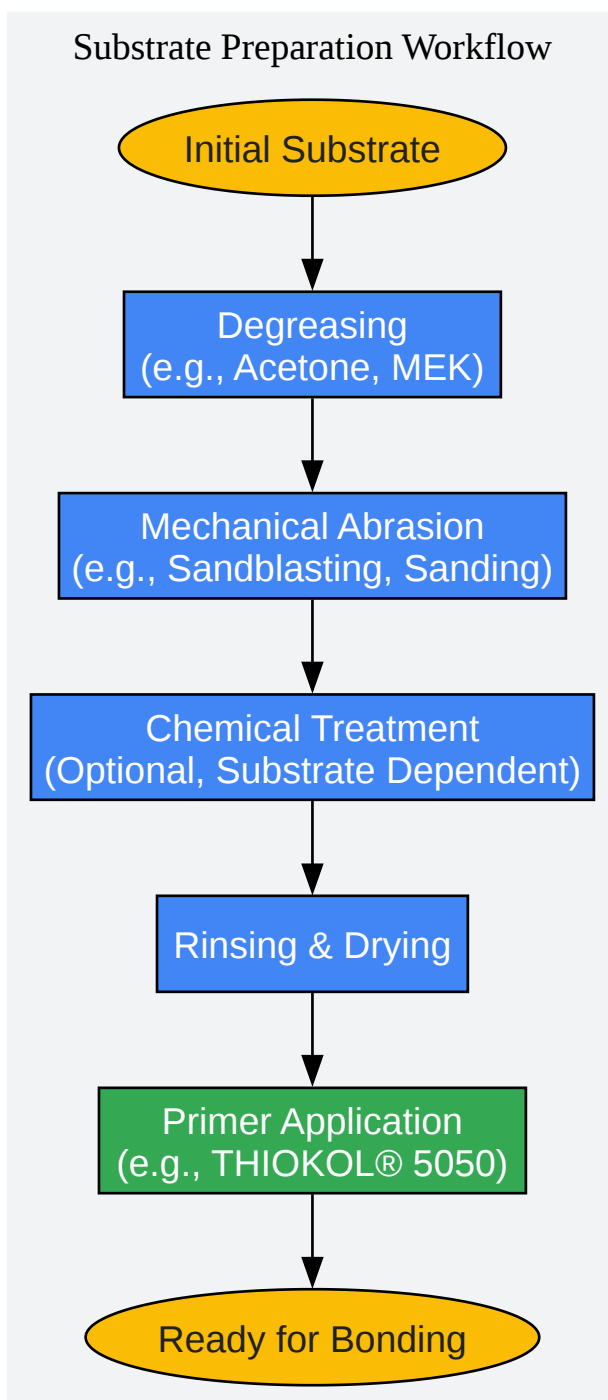 Substrate Preparation Workflow
Initial Substrate
Degreasing
(e.g., Acetone, MEK)
Mechanical Abrasion
(e.g., Sandblasting, Sanding)
Chemical Treatment
(Optional, Substrate Dependent)
Rinsing & Drying
Primer Application
(e.g., THIOKOL® 5050)
Ready for Bonding